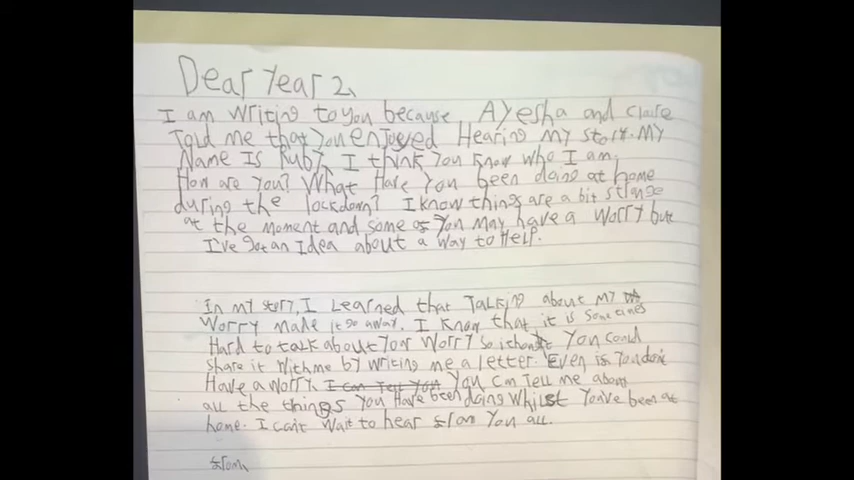 Dear Year 2,
I am writing to you because, Ayesha and Claire
Told me that you enjoyed Hearing my story. My
Name Is Ruby, I think you know who I am.
How are you? What Have You been doing at home
during the lockdown? I know things are a bit strange
at the moment and some of you may have a worry but
I've got an Idea about a way to Help.
In my story, I Learned that Talking about my
Worry made it go away. I know that it is sometimes
Hard to talk about your worry so i thought You could
share it with me by writing me a letter. Even if You don't
Have a worry, I can Tell You You can Tell me about
all the things You Have been doing whilst You've been at
home. I can't wait to hear from You all.
from,